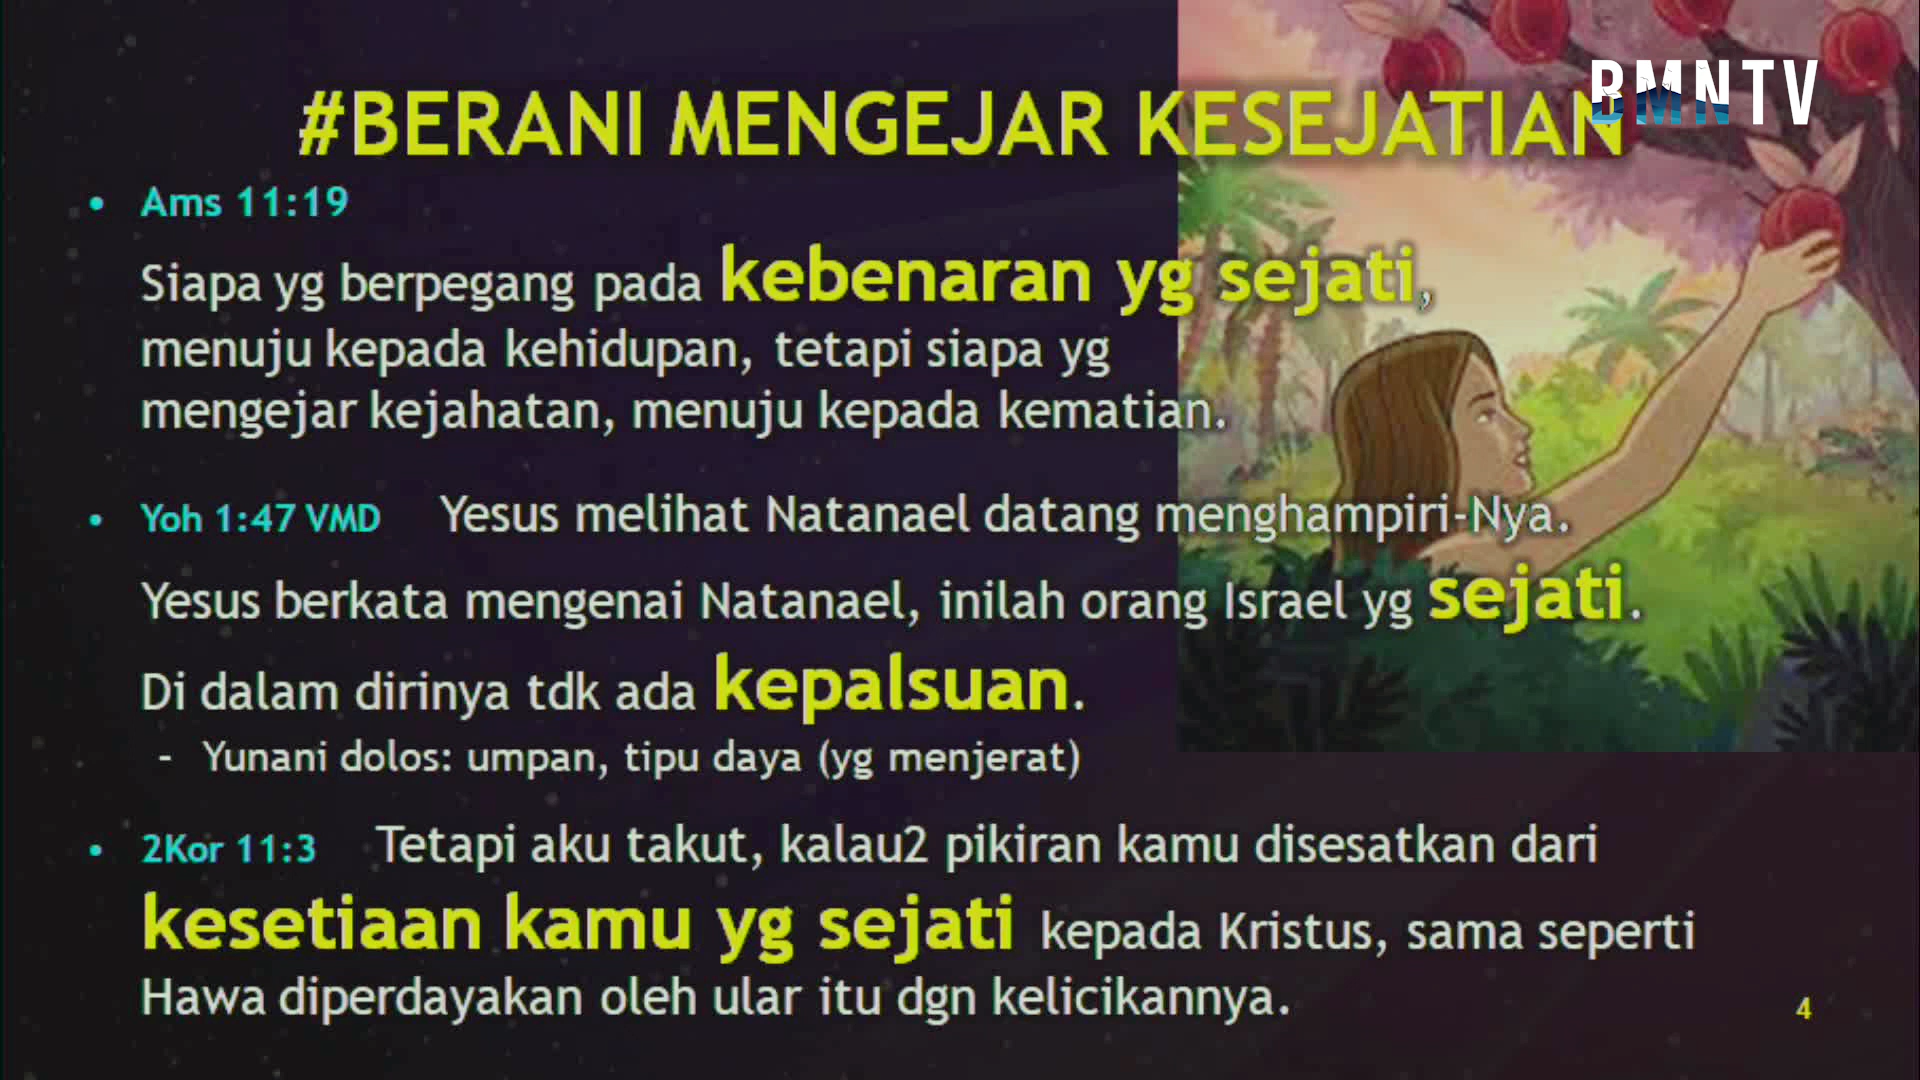 BMNTV
#BERANI MENGEJAR KESEJATIAN
• Ams 11:19
Siapa yg berpegang pada kebenaran yg sejati,
menuju kepada kehidupan, tetapi siapa yg
mengejar kejahatan, menuju kepada kematian.
• Yoh 1:47 VMD Yesus melihat Natanael datang menghampiri-Nya.
Yesus berkata mengenai Natanael, inilah orang Israel yg sejati.
Di dalam dirinya tdk ada kepalsuan.
- Yunani dolos: umpan, tipu daya (yg menjerat)
• 2Kor 11:3 Tetapi aku takut, kalau2 pikiran kamu disesatkan dari
kesetiaan kamu yg sejati kepada Kristus, sama seperti
Hawa diperdayakan oleh ular itu dgn kelicikannya.
4